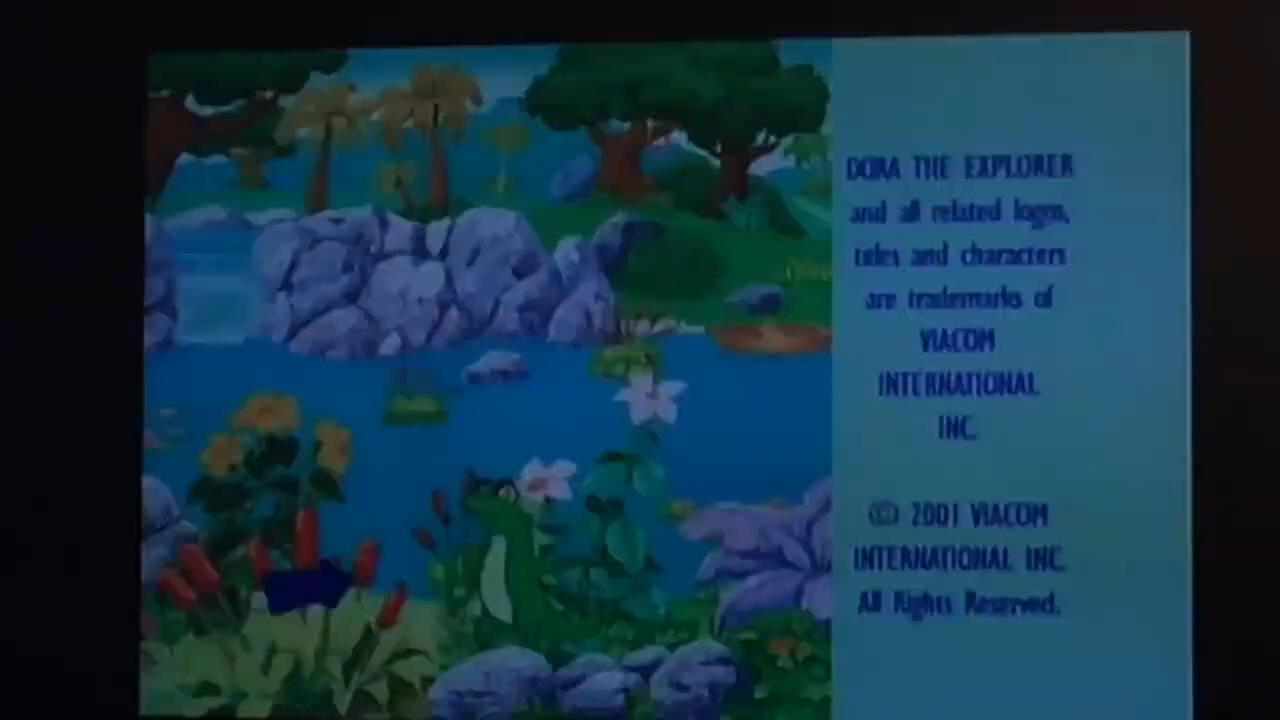 DORA THE EXPLORER
and all related logos,
titles and characters
are trademarks of
VIACOM
INTERNATIONAL
INC.
© 2001 VIACOM
INTERNATIONAL INC.
All Rights Reserved.